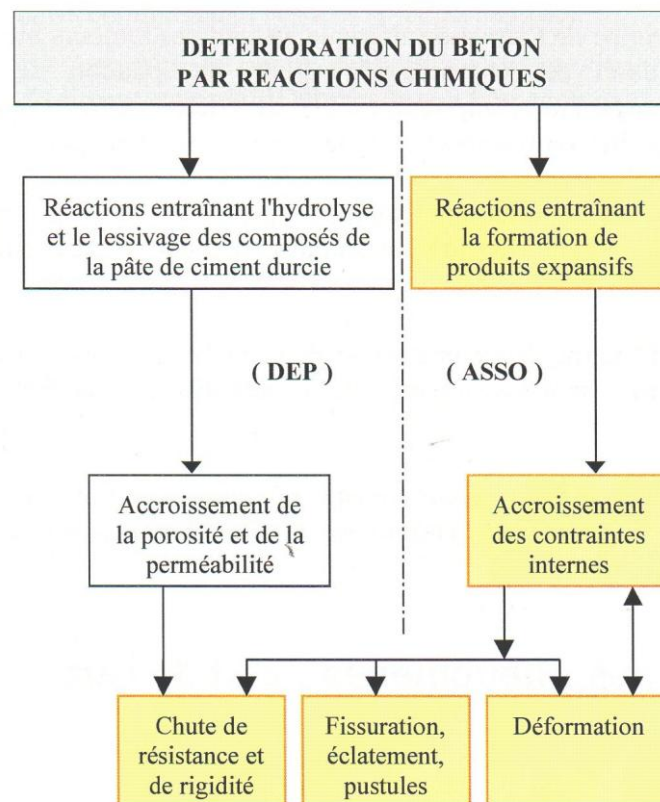 DETERIORATION DU BETON
PAR REACTIONS CHIMIQUES
Réactions entraînant l'hydrolyse
et le lessivage des composés de
la pâte de ciment durcie
Réactions entraînant
la formation de
produits expansifs
( DEP )
( ASSO )
Accroissement de
la porosité et de la
perméabilité
Accroissement
des contraintes
internes
Chute de
résistance et
de rigidité
Fissuration,
éclatement,
pustules
Déformation